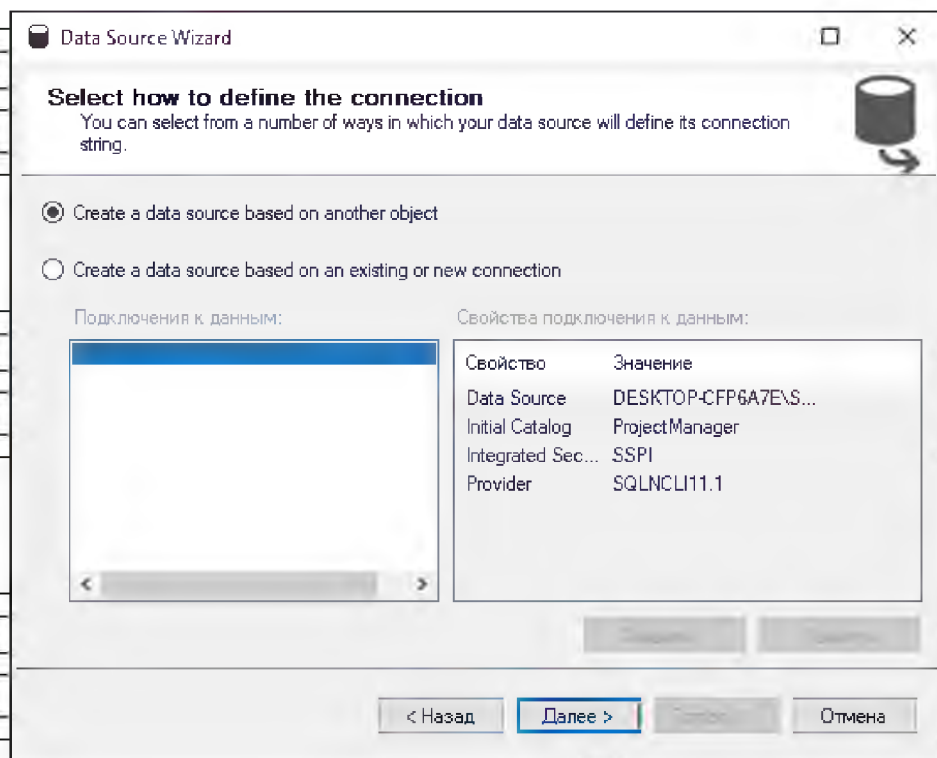 Data Source Wizard
Select how to define the connection
You can select from a number of ways in which your data source will define its connection
string.
Create a data source based on another object
Create a data source based on an existing or new connection
Подключения к данным:
Свойства подключения к данным:
Свойство Значение
Data Source DESKTOP-CFP6A7E\S...
Initial Catalog ProjectManager
Integrated Sec... SSPI
Provider SQLNCLI11.1
< Назад Далее > Отмена